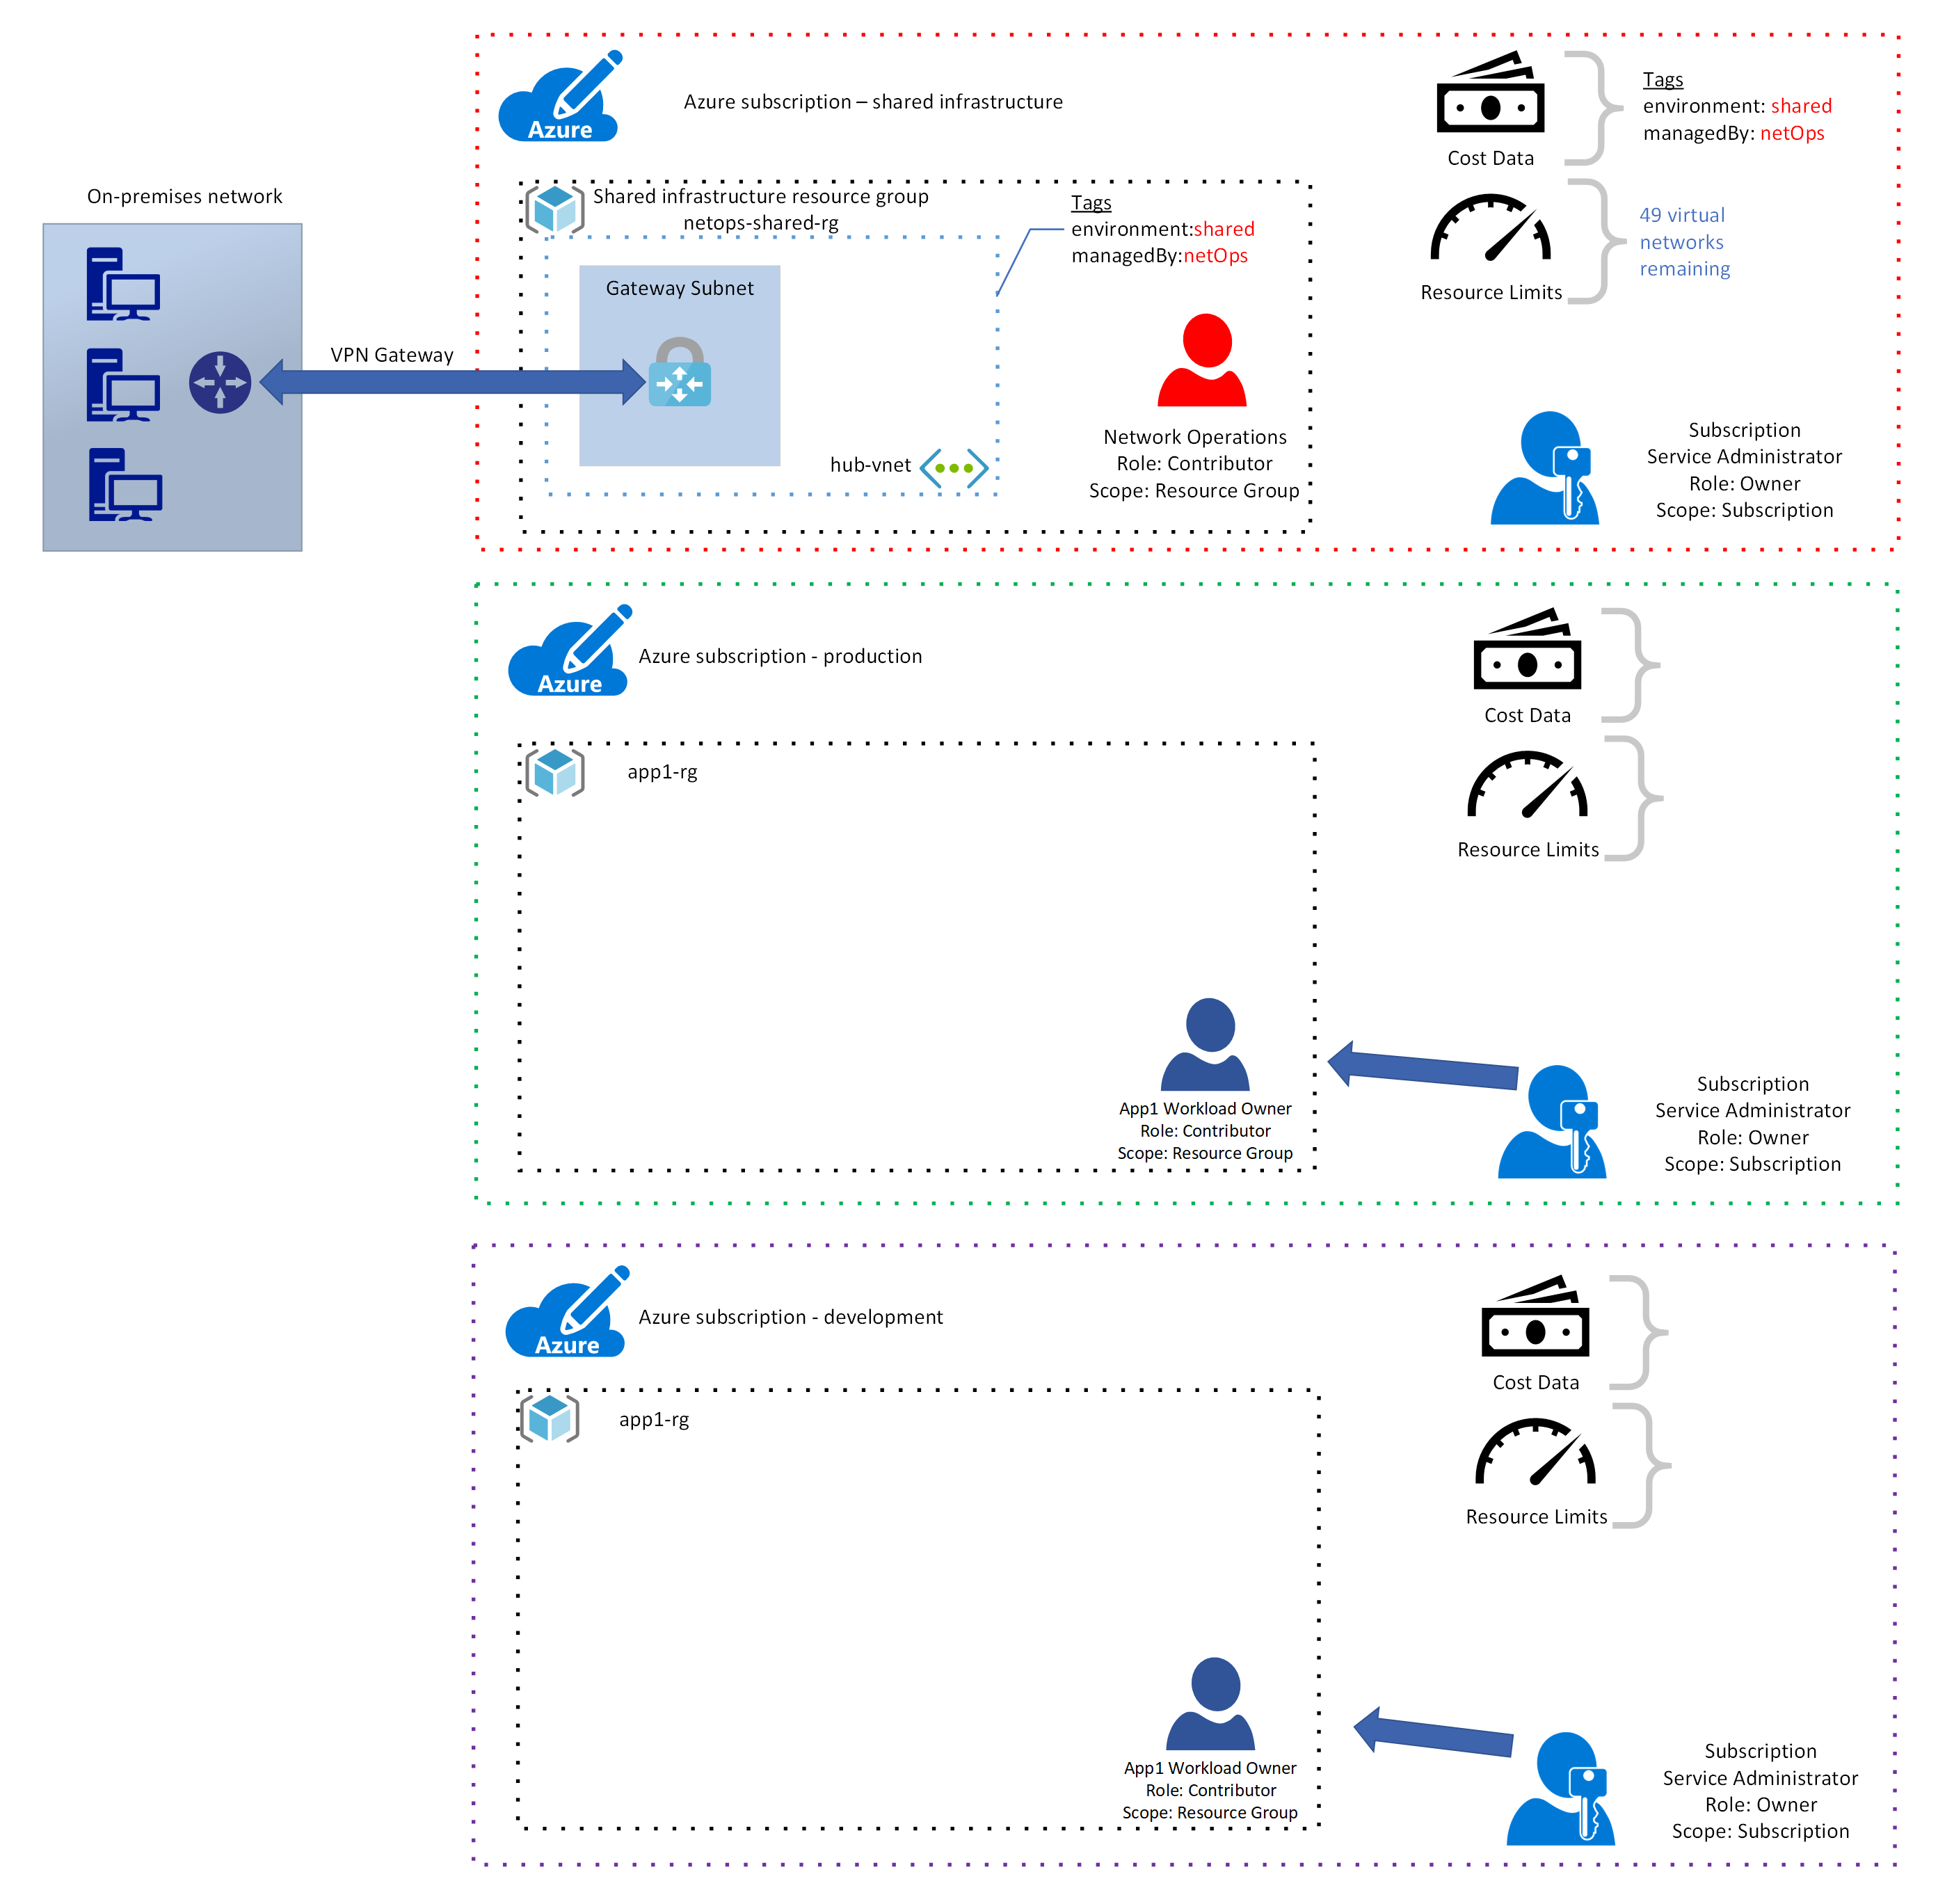 Azure
Azure subscription – shared infrastructure
Cost Data
Tags
environment: shared
managedBy: netOps
Resource Limits
49 virtual
networks
remaining
On-premises network
VPN Gateway
Shared infrastructure resource group
netops-shared-rg
Tags
environment:shared
managedBy:netOps
Gateway Subnet
hub-vnet
Network Operations
Role: Contributor
Scope: Resource Group
Subscription
Service Administrator
Role: Owner
Scope: Subscription
Azure
Azure subscription - production
Cost Data
Resource Limits
app1-rg
App1 Workload Owner
Role: Contributor
Scope: Resource Group
Subscription
Service Administrator
Role: Owner
Scope: Subscription
Azure
Azure subscription - development
Cost Data
Resource Limits
app1-rg
App1 Workload Owner
Role: Contributor
Scope: Resource Group
Subscription
Service Administrator
Role: Owner
Scope: Subscription